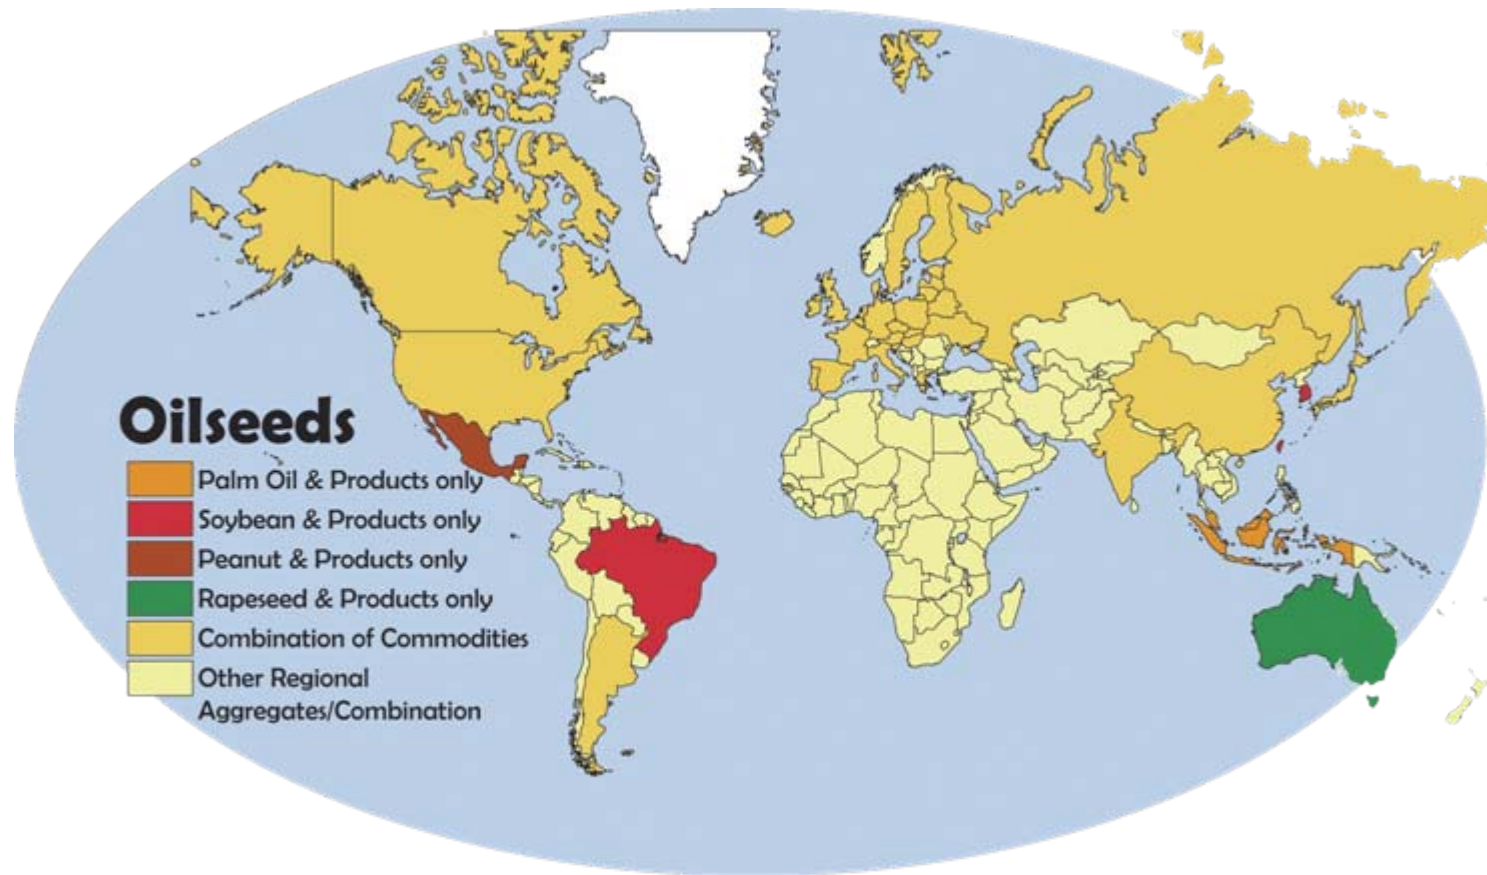 Oilseeds
Palm Oil & Products only
Soybean & Products only
Peanut & Products only
Rapeseed & Products only
Combination of Commodities
Other Regional
Aggregates/Combination